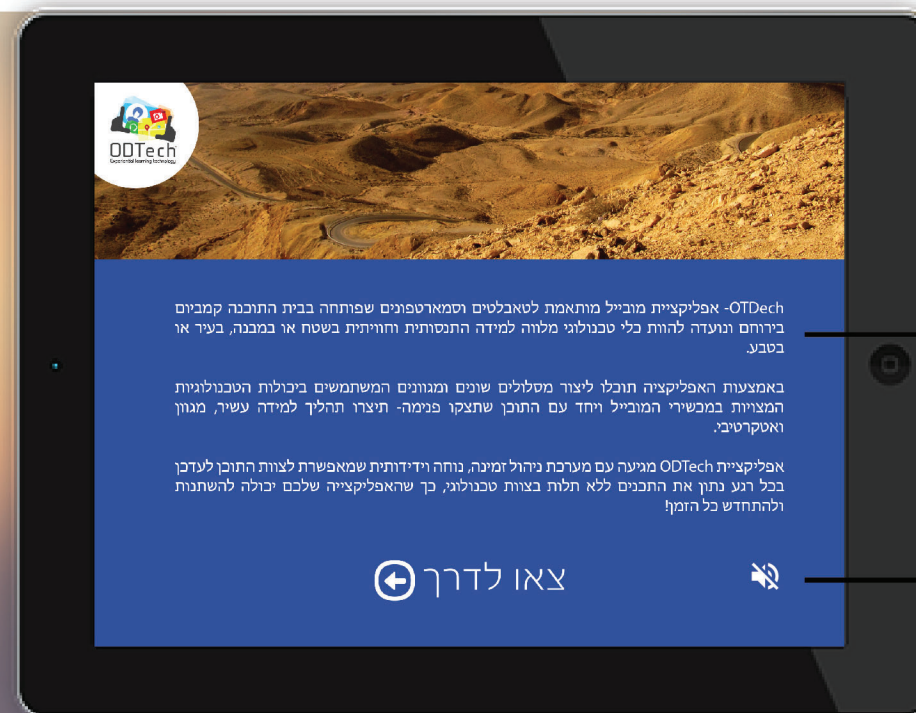 ODTech
Experiential learning technology
OTDech- אפליקציית מובייל מותאמת לטאבלטים וסמארטפונים שפותחה בבית התוכנה קמביום
בירוחם ונועדה להוות כלי טכנולוגי מלווה למידה התנסותית וחוויתית בשטח או במבנה, בעיר או
בטבע.
באמצעות האפליקציה תוכלו ליצור מסלולים שונים ומגוונים המשתמשים ביכולות הטכנולוגיות
המצויות במכשירי המובייל ויחד עם התוכן שתצקו פנימה- תיצרו תהליך למידה עשיר, מגוון
ואטקרטיבי.
אפליקציית ODTech מגיעה עם מערכת ניהול זמינה, נוחה וידידותית שמאפשרת לצוות התוכן לעדכן
בכל רגע נתון את התכנים ללא תלות בצוות טכנולוגי, כך שהאפליקצייה שלכם יכולה להשתנות
ולהתחדש כל הזמן!
צאו לדרך